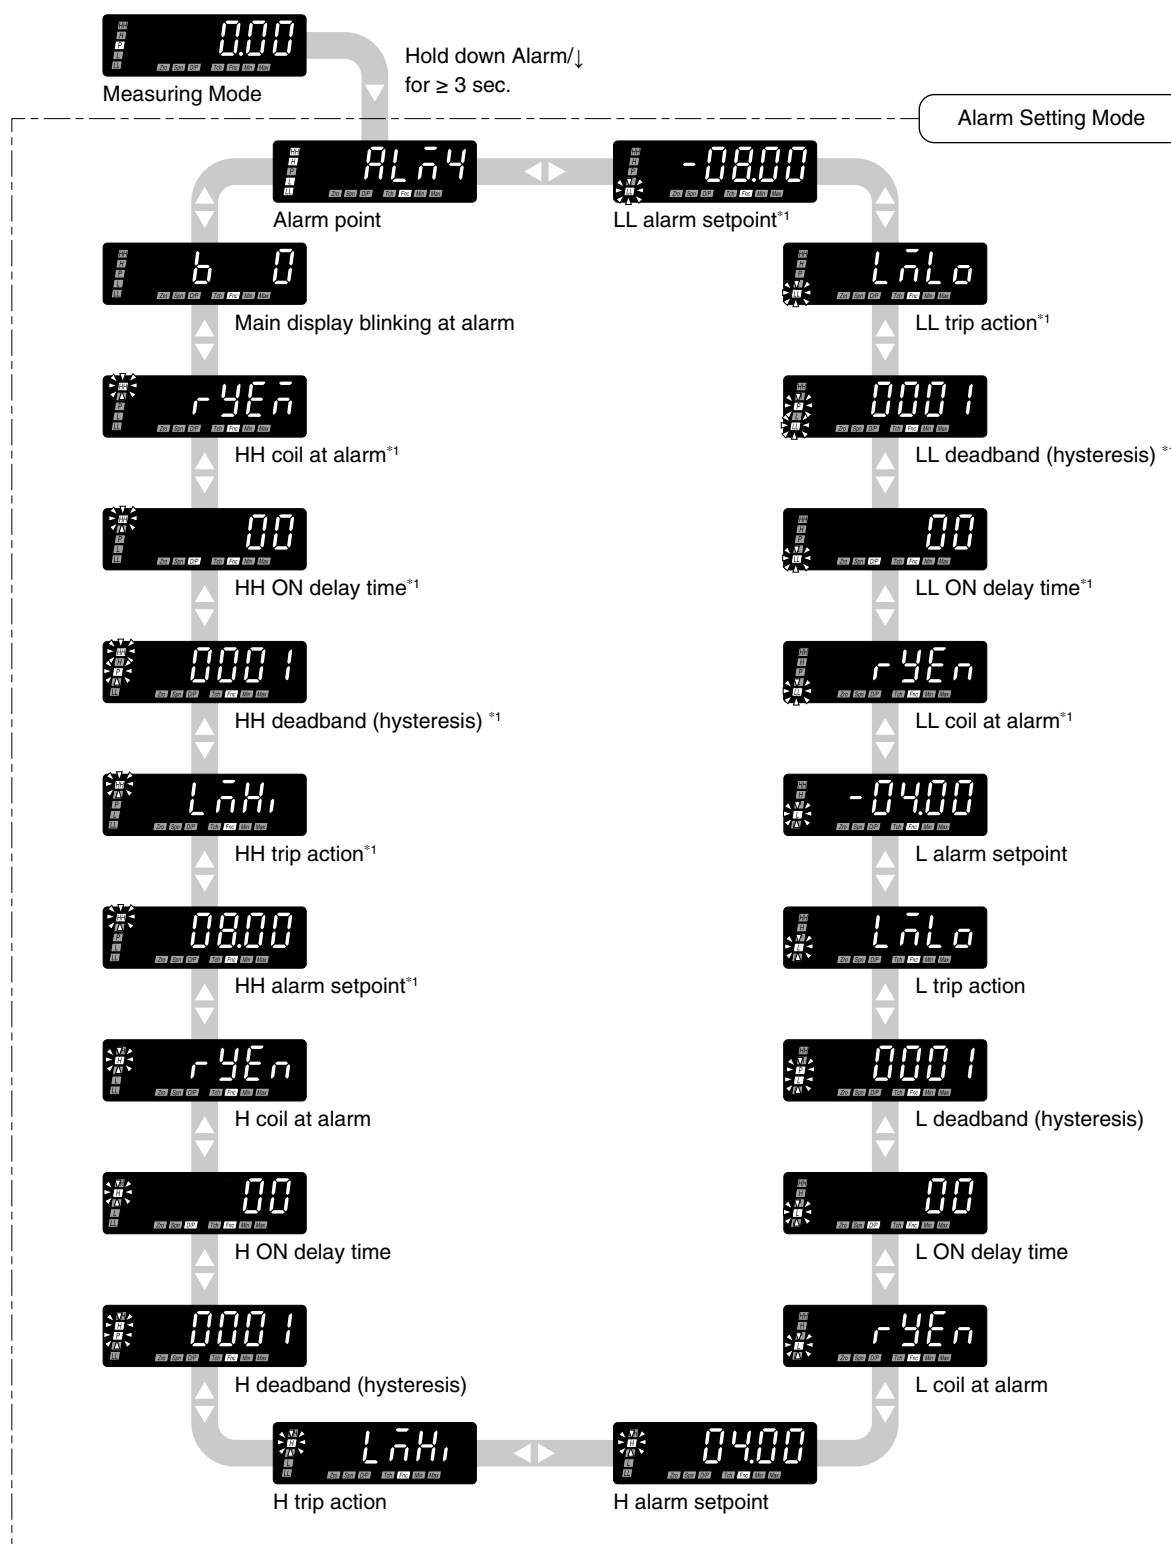 0.00
Measuring Mode
Hold down Alarm/↓
for ≥ 3 sec.
Alarm Setting Mode
ALM4
Alarm point
-08.00
LL alarm setpoint*1
b 0
Main display blinking at alarm
LMLo
LL trip action*1
ryEM
HH coil at alarm*1
0001
LL deadband (hysteresis) *1
00
HH ON delay time*1
00
LL ON delay time*1
0001
HH deadband (hysteresis) *1
ryEn
LL coil at alarm*1
LMHi
HH trip action*1
-04.00
L alarm setpoint
08.00
HH alarm setpoint*1
LMLo
L trip action
ryEn
H coil at alarm
0001
L deadband (hysteresis)
00
H ON delay time
00
L ON delay time
0001
H deadband (hysteresis)
ryEn
L coil at alarm
LMHi
H trip action
04.00
H alarm setpoint